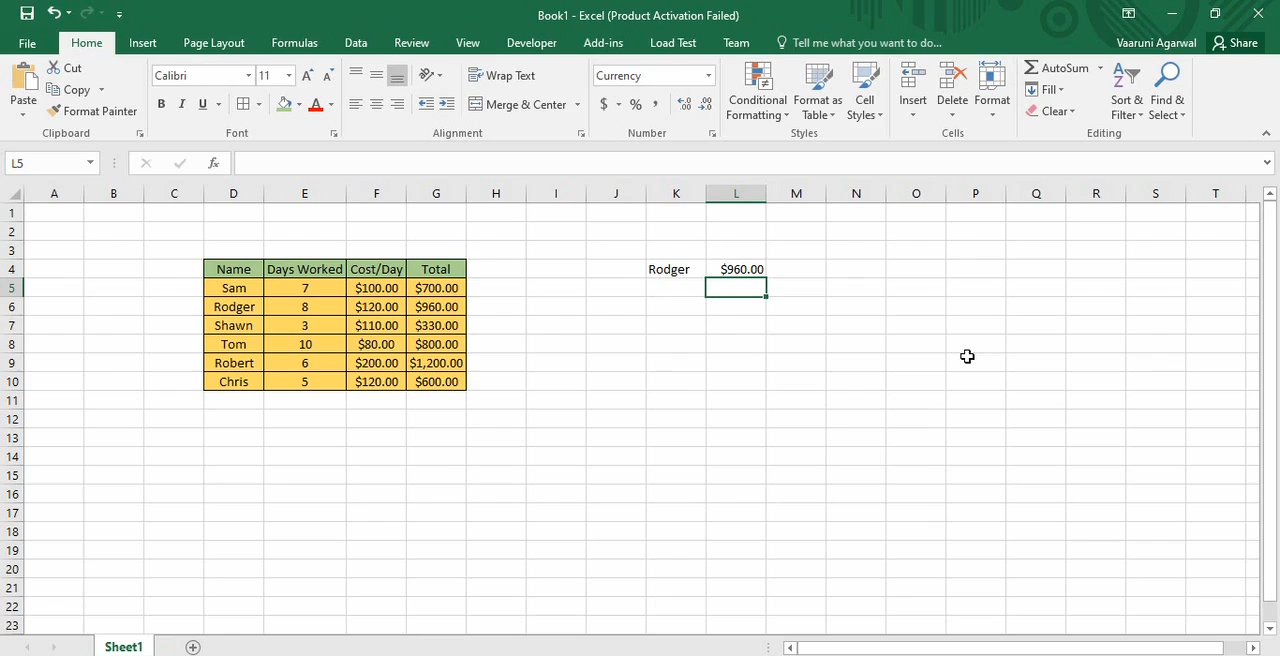 Book1 - Excel (Product Activation Failed)
File Home Insert Page Layout Formulas Data Review View Developer Add-ins Load Test Team Tell me what you want to do... Vaaruni Agarwal Share
Paste Cut Copy Format Painter
Clipboard
Calibri 11 A A
B I U A
Font
Wrap Text
Merge & Center
Alignment
Currency
$ % , .0 .00 .00 .0
Number
Conditional Formatting Format as Table Cell Styles
Styles
Insert Delete Format
Cells
AutoSum
Fill
Clear
Sort & Filter Find & Select
Editing
L5 fx
A B C D E F G H I J K L M N O P Q R S T
1
2
3
4 Name Days Worked Cost/Day Total Rodger $960.00
5 Sam 7 $100.00 $700.00
6 Rodger 8 $120.00 $960.00
7 Shawn 3 $110.00 $330.00
8 Tom 10 $80.00 $800.00
9 Robert 6 $200.00 $1,200.00
10 Chris 5 $120.00 $600.00
11
12
13
14
15
16
17
18
19
20
21
22
23
Sheet1